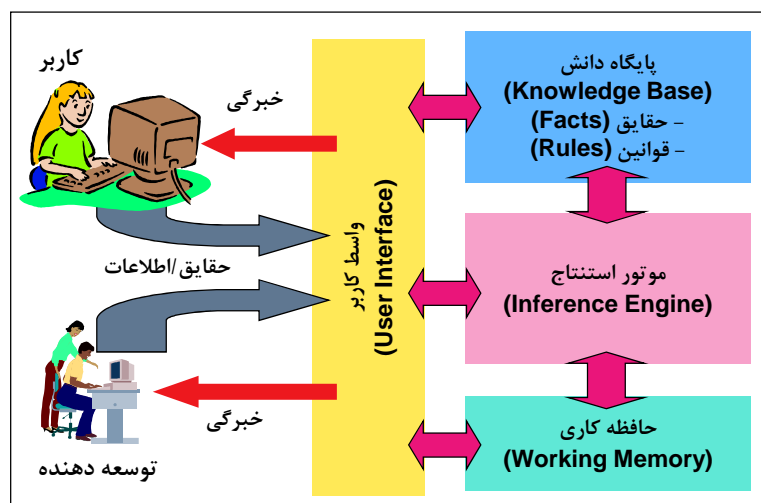 کاربر
خبرگی
حقایق/اطلاعات
خبرگی
توسعه دهنده
واسط کاربر
(User Interface)
پایگاه دانش
(Knowledge Base)
- حقایق (Facts)
- قوانین (Rules)
موتور استنتاج
(Inference Engine)
حافظه کاری
(Working Memory)